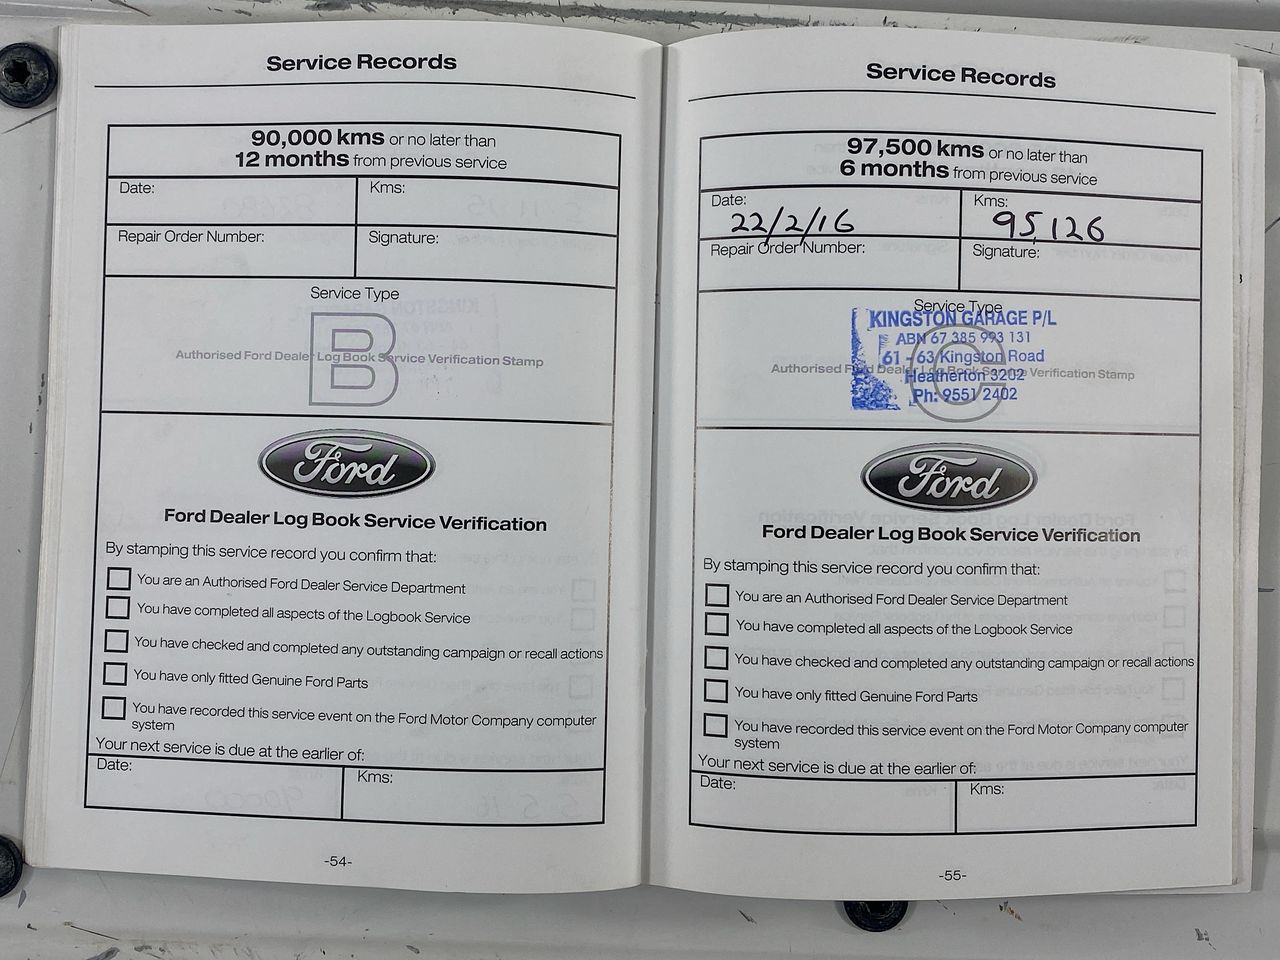 Service Records
90,000 kms or no later than
12 months from previous service
Date:
Kms:
Repair Order Number:
Signature:
Service Type
B
Authorised Ford Dealer Log Book Service Verification Stamp
Ford
Ford Dealer Log Book Service Verification
By stamping this service record you confirm that:
You are an Authorised Ford Dealer Service Department
You have completed all aspects of the Logbook Service
You have checked and completed any outstanding campaign or recall actions
You have only fitted Genuine Ford Parts
You have recorded this service event on the Ford Motor Company computer
system
Your next service is due at the earlier of:
Date:
Kms:
-54-
Service Records
97,500 kms or no later than
6 months from previous service
Date:
22/2/16
Kms:
95,126
Repair Order Number:
Signature:
Service Type
KINGSTON GARAGE P/L
ABN 67 385 993 131
61 - 63 Kingston Road
Authorised Ford Dealer Log Book Service Verification Stamp
C
Heatherton 3202
Ph: 9551 2402
Ford
Ford Dealer Log Book Service Verification
By stamping this service record you confirm that:
You are an Authorised Ford Dealer Service Department
You have completed all aspects of the Logbook Service
You have checked and completed any outstanding campaign or recall actions
You have only fitted Genuine Ford Parts
You have recorded this service event on the Ford Motor Company computer
system
Your next service is due at the earlier of:
Date:
Kms:
-55-